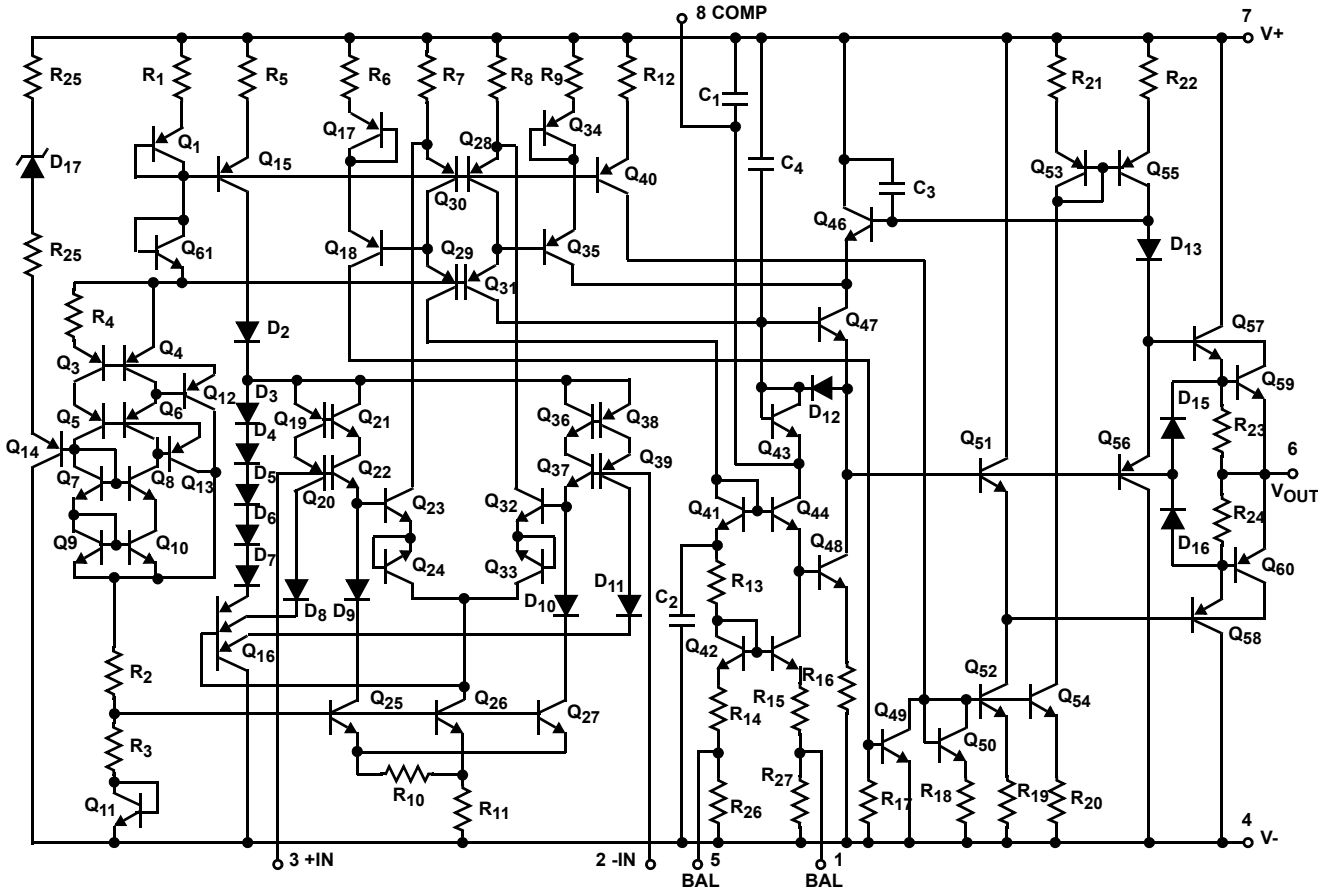 8 COMP
7
V+
R25
R1
R5
R6
R7
R8
R9
R12
C1
R21
R22
Q17
Q28
Q34
Q1
D17
Q15
Q40
C4
Q53
Q55
C3
Q30
Q46
R25
Q61
Q18
Q29
Q35
D13
Q31
R4
D2
Q47
Q57
Q3
Q4
Q12
D3
Q19
Q21
Q36
Q38
D12
Q59
D15
Q5
Q6
D4
Q43
R23
Q14
Q22
Q37
Q39
Q51
Q56
6
Q7
Q8
Q13
D5
Q20
VOUT
Q23
Q32
Q41
Q44
D6
R24
Q9
Q10
D7
Q24
Q33
Q48
D16
Q60
R13
D8
D9
D10
D11
C2
Q58
Q16
Q42
R2
R16
Q52
R15
Q25
Q26
Q27
R14
Q49
Q54
R3
Q50
R10
R27
Q11
R11
R26
R17
R18
R19
R20
4
V-
3 +IN
2 -IN
5
1
BAL
BAL